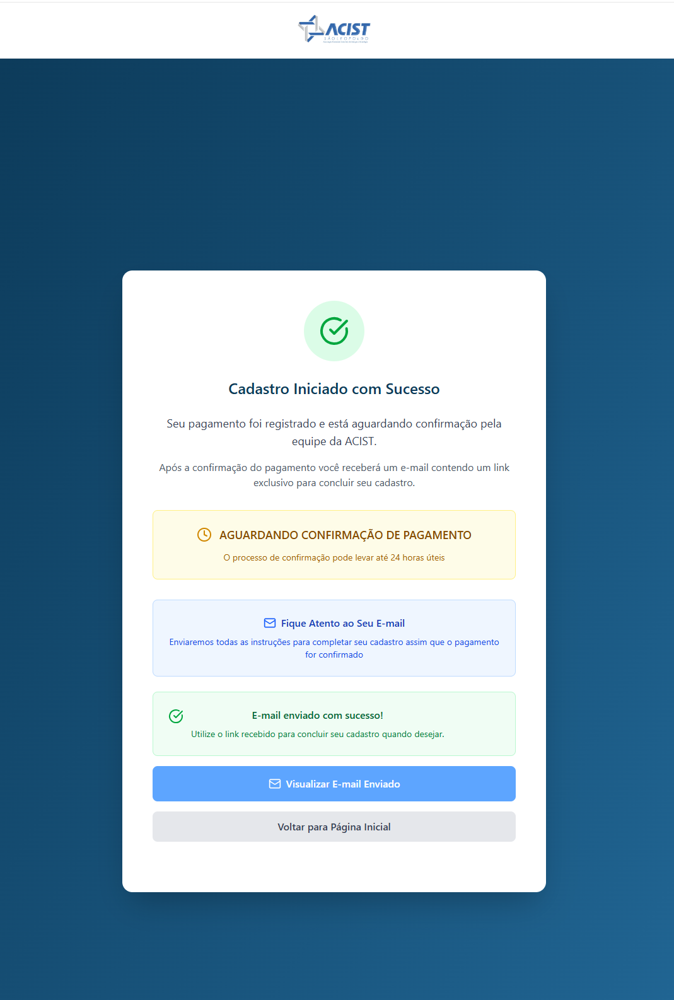 ACIST
SÃO LEOPOLDO
Cadastro Iniciado com Sucesso
Seu pagamento foi registrado e está aguardando confirmação pela
equipe da ACIST.
Após a confirmação do pagamento você receberá um e-mail contendo um link
exclusivo para concluir seu cadastro.
AGUARDANDO CONFIRMAÇÃO DE PAGAMENTO
O processo de confirmação pode levar até 24 horas úteis
Fique Atento ao Seu E-mail
Enviaremos todas as instruções para completar seu cadastro assim que o pagamento
for confirmado
E-mail enviado com sucesso!
Utilize o link recebido para concluir seu cadastro quando desejar.
Visualizar E-mail Enviado
Voltar para Página Inicial